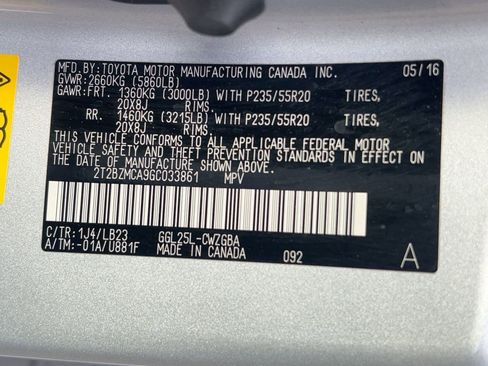 MFD. BY:TOYOTA MOTOR MANUFACTURING CANADA INC. 05/16
GVWR:2660KG (5860LB)
GAWR:FRT. 1360KG (3000LB) WITH P235/55R20 TIRES,
20X8J RIMS,
RR. 1460KG (3215LB) WITH P235/55R20 TIRES,
20X8J RIMS.
THIS VEHICLE CONFORMS TO ALL APPLICABLE FEDERAL MOTOR
VEHICLE SAFETY AND THEFT PREVENTION STANDARDS IN EFFECT ON
THE DATE OF MANUFACTURE SHOWN ABOVE.
2T2BZMCA9GC033861 MPV
C/TR:1J4/LB23 GGL25L-CWZGBA
A/TM:-01A/U881F MADE IN CANADA 092 A